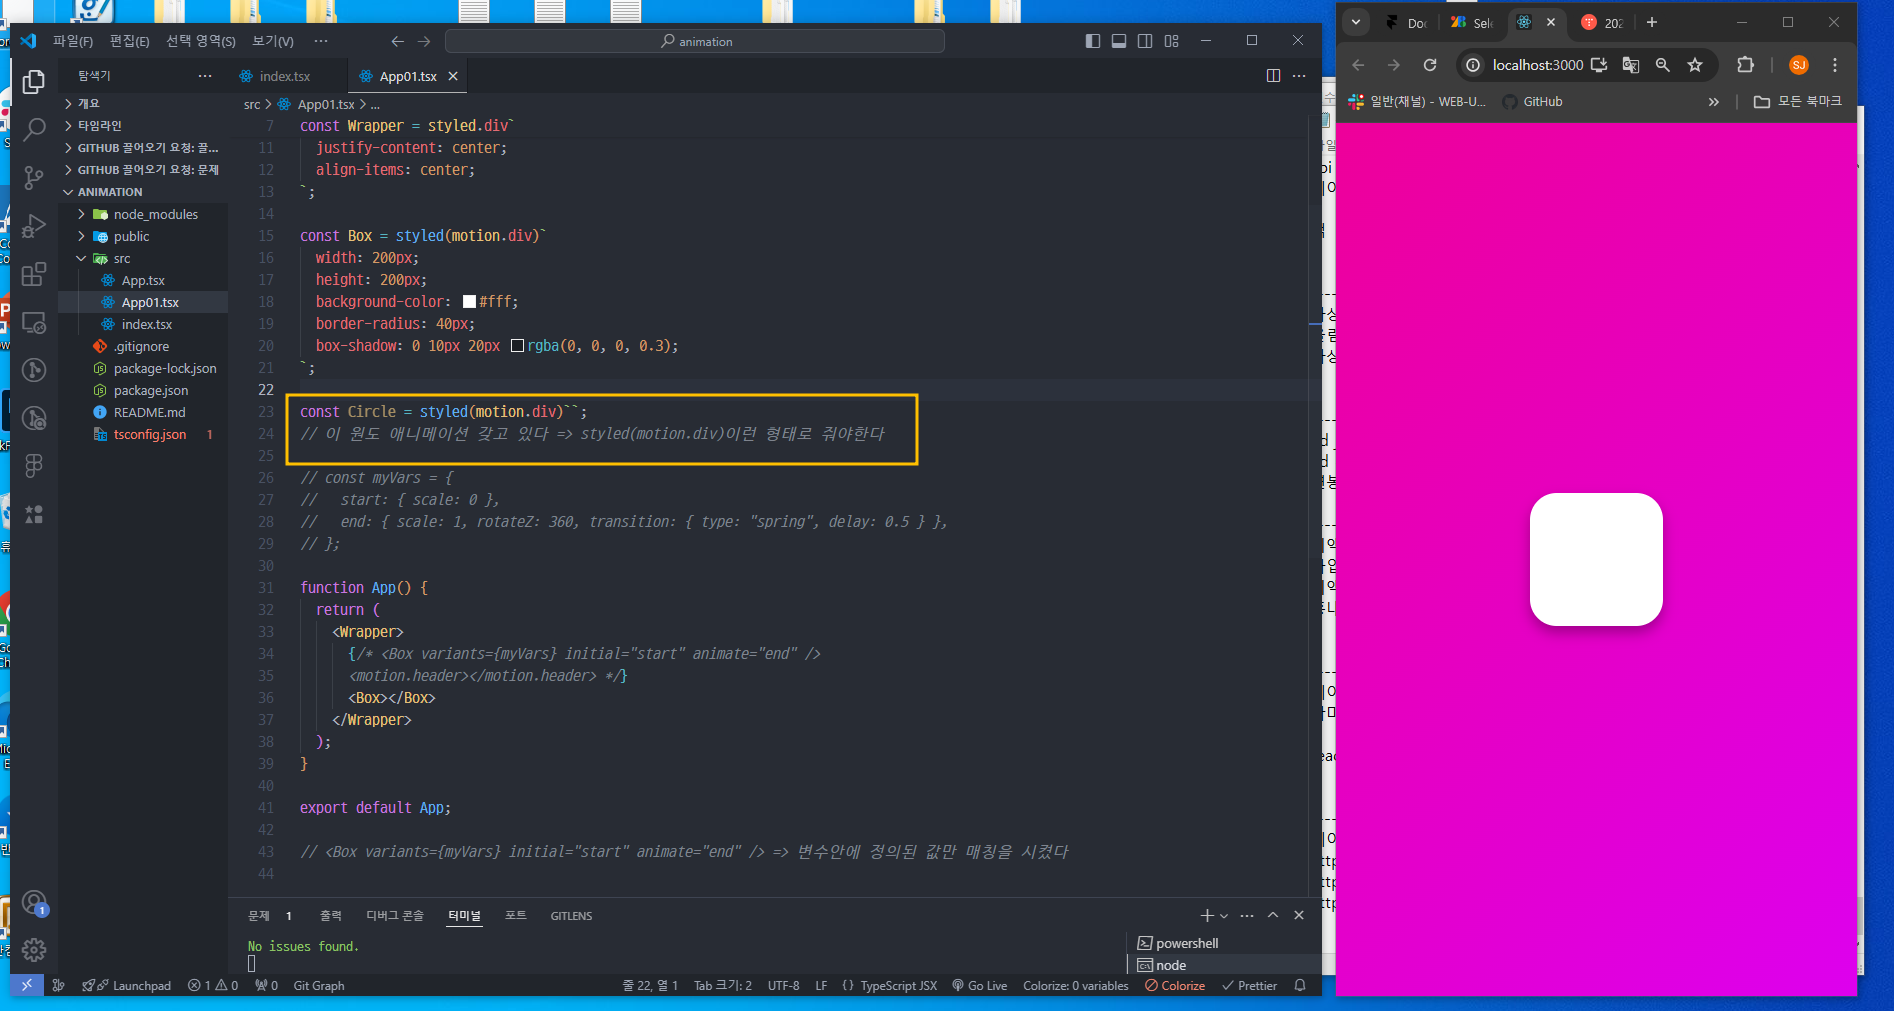 파일(F) 편집(E) 선택 영역(S) 보기(V) ··· animation
탐색기 ···
개요
타임라인
GITHUB 끌어오기 요청: 끌...
GITHUB 끌어오기 요청: 문제
ANIMATION
node_modules
public
src
App.tsx
App01.tsx
index.tsx
.gitignore
package-lock.json
package.json
README.md
tsconfig.json 1
index.tsx App01.tsx
src > App01.tsx > ...
7 const Wrapper = styled.div`
11 justify-content: center;
12 align-items: center;
13 `;
14
15 const Box = styled(motion.div)`
16 width: 200px;
17 height: 200px;
18 background-color: #fff;
19 border-radius: 40px;
20 box-shadow: 0 10px 20px rgba(0, 0, 0, 0.3);
21 `;
22
23 const Circle = styled(motion.div)``;
24 // 이 원도 애니메이션 갖고 있다 => styled(motion.div)이런 형태로 줘야한다
25
26 // const myVars = {
27 // start: { scale: 0 },
28 // end: { scale: 1, rotateZ: 360, transition: { type: "spring", delay: 0.5 } },
29 // };
30
31 function App() {
32 return (
33 <Wrapper>
34 {/* <Box variants={myVars} initial="start" animate="end" />
35 <motion.header></motion.header> */}
36 <Box></Box>
37 </Wrapper>
38 );
39 }
40
41 export default App;
42
43 // <Box variants={myVars} initial="start" animate="end" /> => 변수안에 정의된 값만 매칭을 시켰다
44
문제 1 출력 디버그 콘솔 터미널 포트 GITLENS
No issues found.
powershell
node
1
Launchpad 1 0 0 Git Graph 줄 22, 열 1 Tab 크기: 2 UTF-8 LF {} TypeScript JSX Go Live Colorize: 0 variables Colorize Prettier
Do Sele 202
localhost:3000 SJ
일반(채널) - WEB-U... GitHub » 모든 북마크